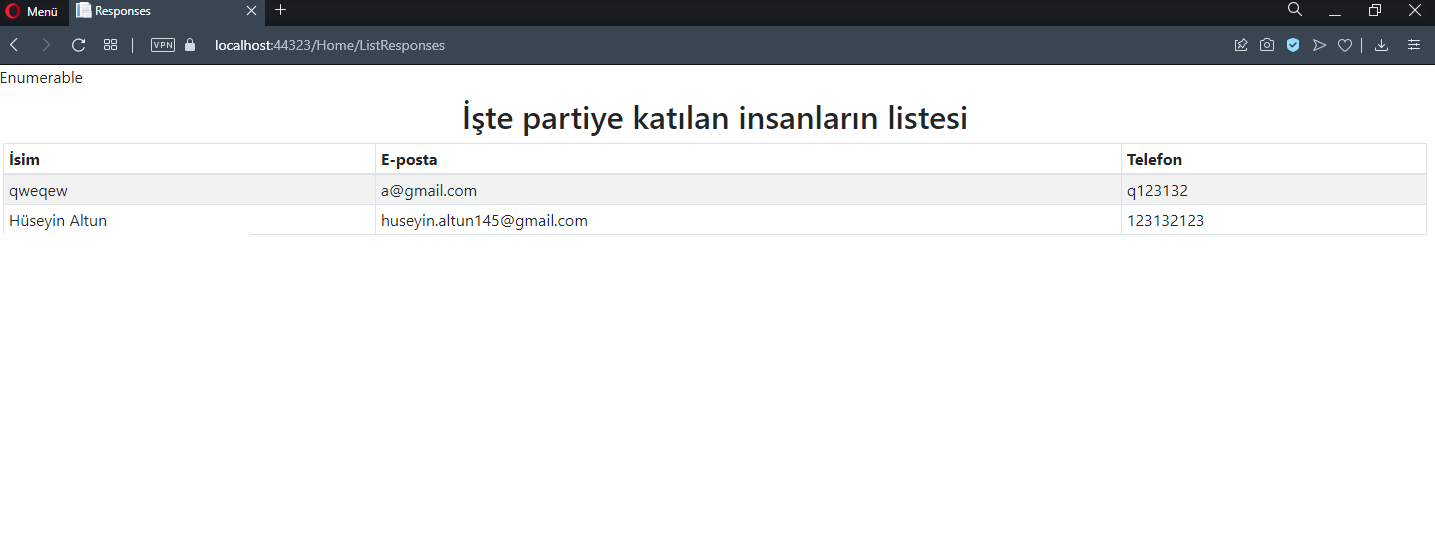 Menü Responses
VPN localhost:44323/Home/ListResponses
Enumerable
İşte partiye katılan insanların listesi
İsim E-posta Telefon
qweqew a@gmail.com q123132
Hüseyin Altun huseyin.altun145@gmail.com 123132123